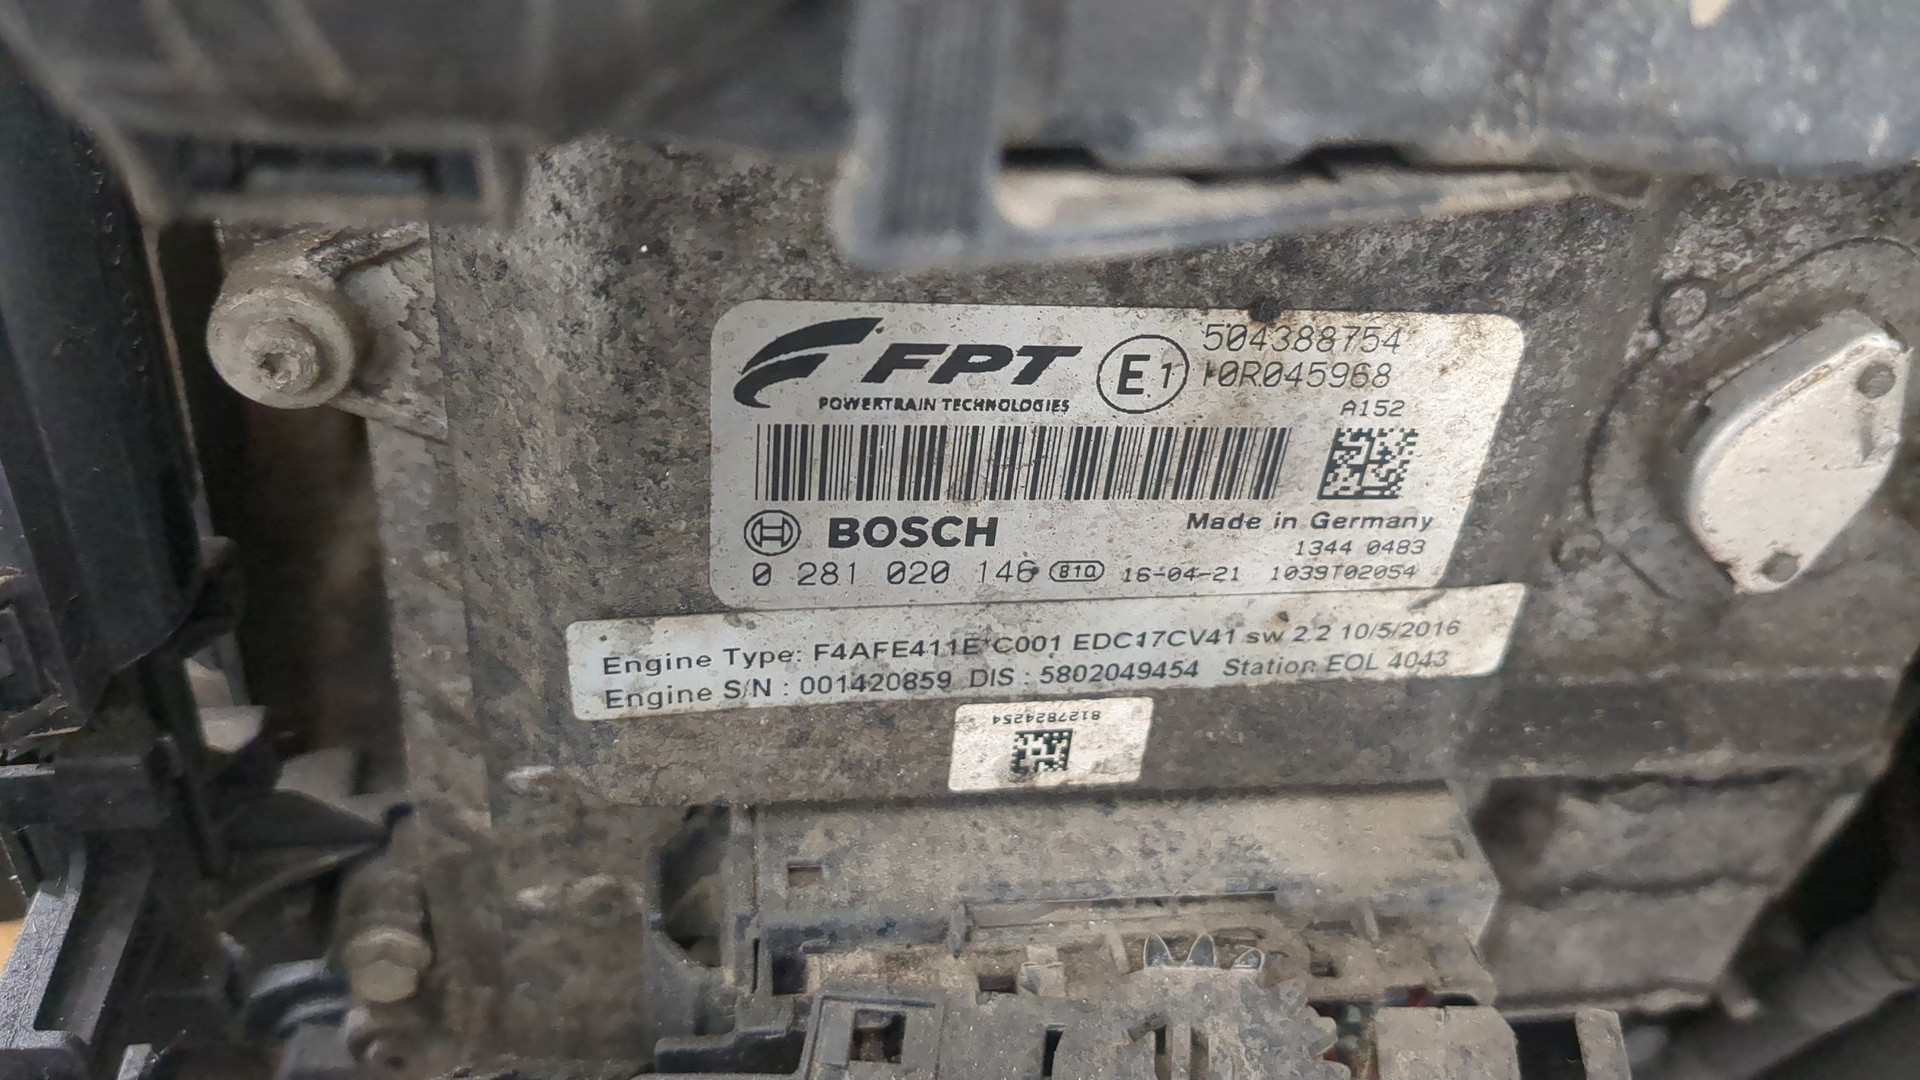 FPT
POWERTRAIN TECHNOLOGIES
E1
504388754
10R045968
A152
BOSCH
Made in Germany
1344 0483
0 281 020 146 810 16-04-21 1039T02054
Engine Type: F4AFE411E*C001 EDC17CV41 sw 2.2 10/5/2016
Engine S/N : 001420859 DIS : 5802049454 Station EOL 4043
8127824254